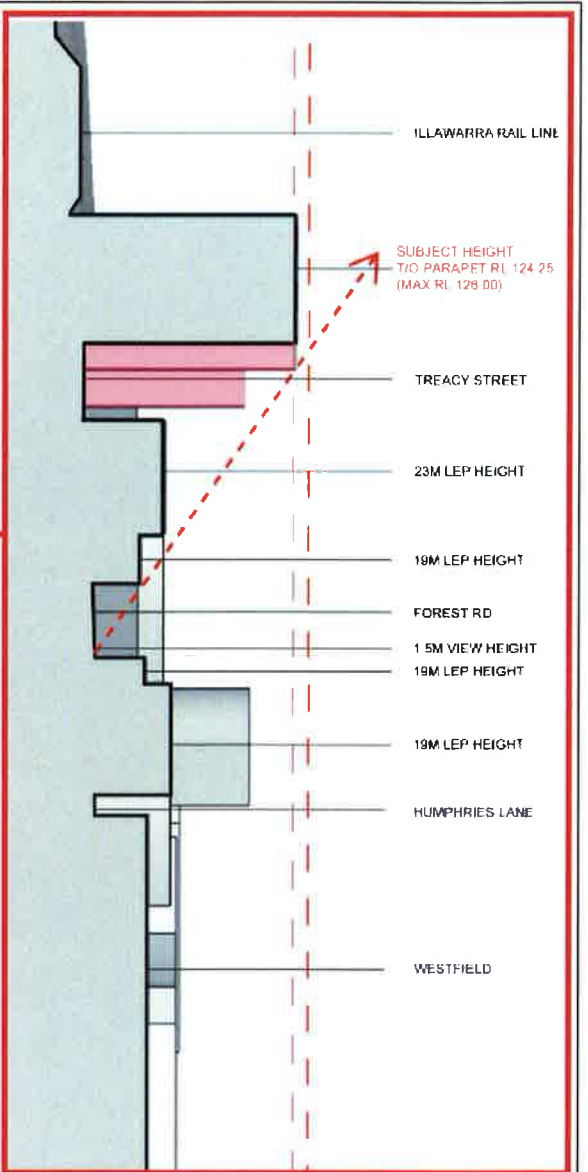 ILLAWARRA RAIL LINE
SUBJECT HEIGHT
T/O PARAPET RL 124.25
(MAX RL 126.00)
TREACY STREET
23M LEP HEIGHT
19M LEP HEIGHT
FOREST RD
1.5M VIEW HEIGHT
19M LEP HEIGHT
19M LEP HEIGHT
HUMPHRIES LANE
WESTFIELD